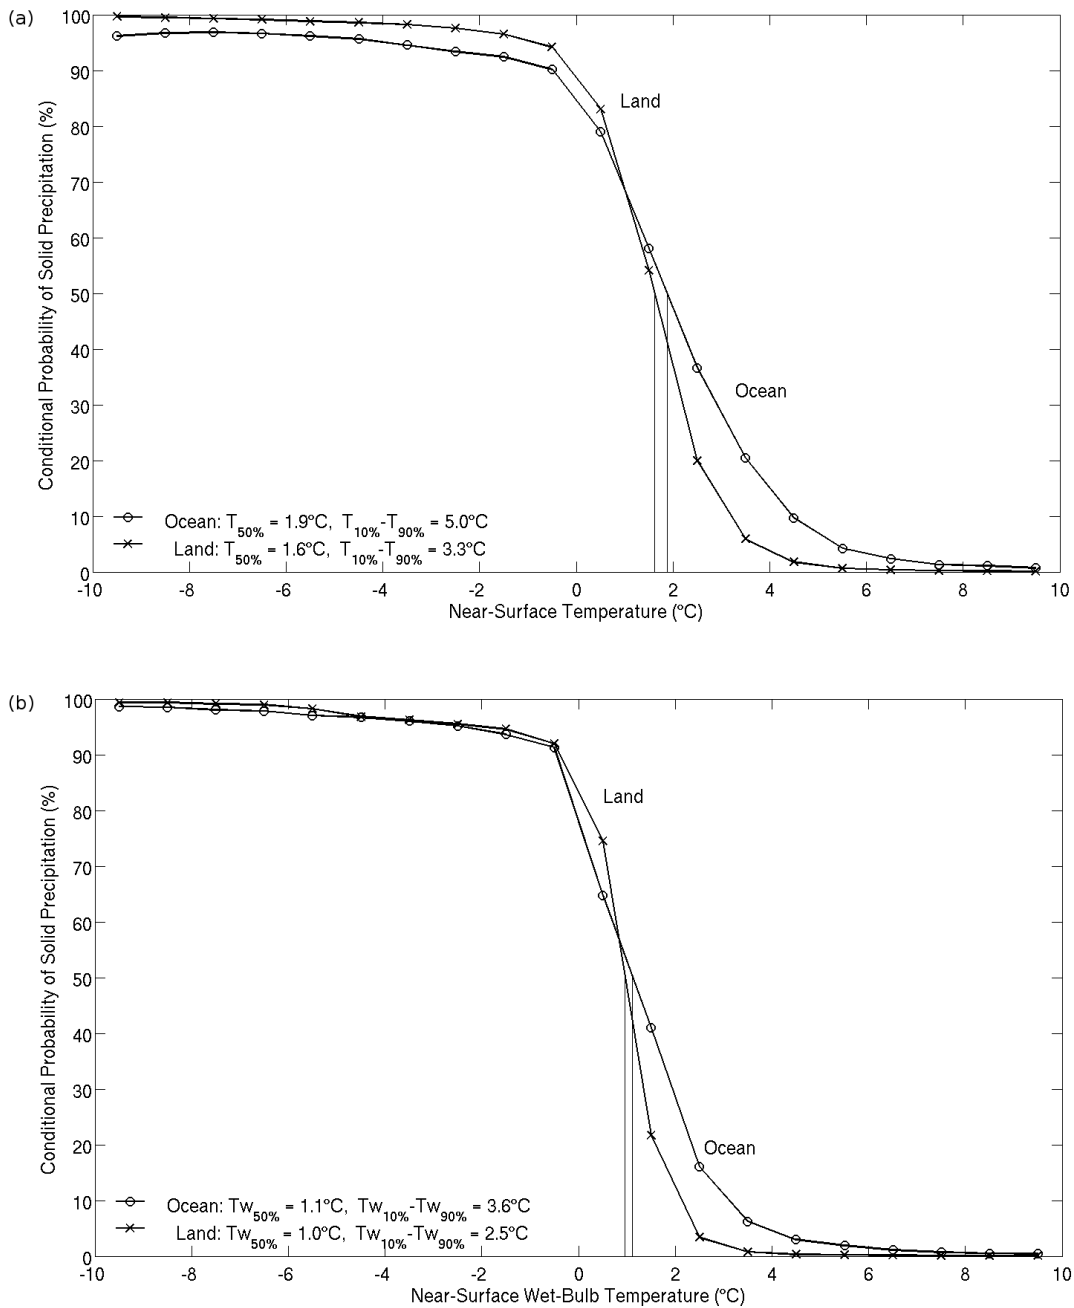 (a)
100
90
80
70
60
50
40
30
20
10
0
Conditional Probability of Solid Precipitation (%)
Land
Ocean
Ocean: T50% = 1.9ºC, T10%-T90% = 5.0ºC
Land: T50% = 1.6ºC, T10%-T90% = 3.3ºC
-10 -8 -6 -4 -2 0 2 4 6 8 10
Near-Surface Temperature (ºC)
(b)
100
90
80
70
60
50
40
30
20
10
0
Conditional Probability of Solid Precipitation (%)
Land
Ocean
Ocean: Tw50% = 1.1ºC, Tw10%-Tw90% = 3.6ºC
Land: Tw50% = 1.0ºC, Tw10%-Tw90% = 2.5ºC
-10 -8 -6 -4 -2 0 2 4 6 8 10
Near-Surface Wet-Bulb Temperature (ºC)